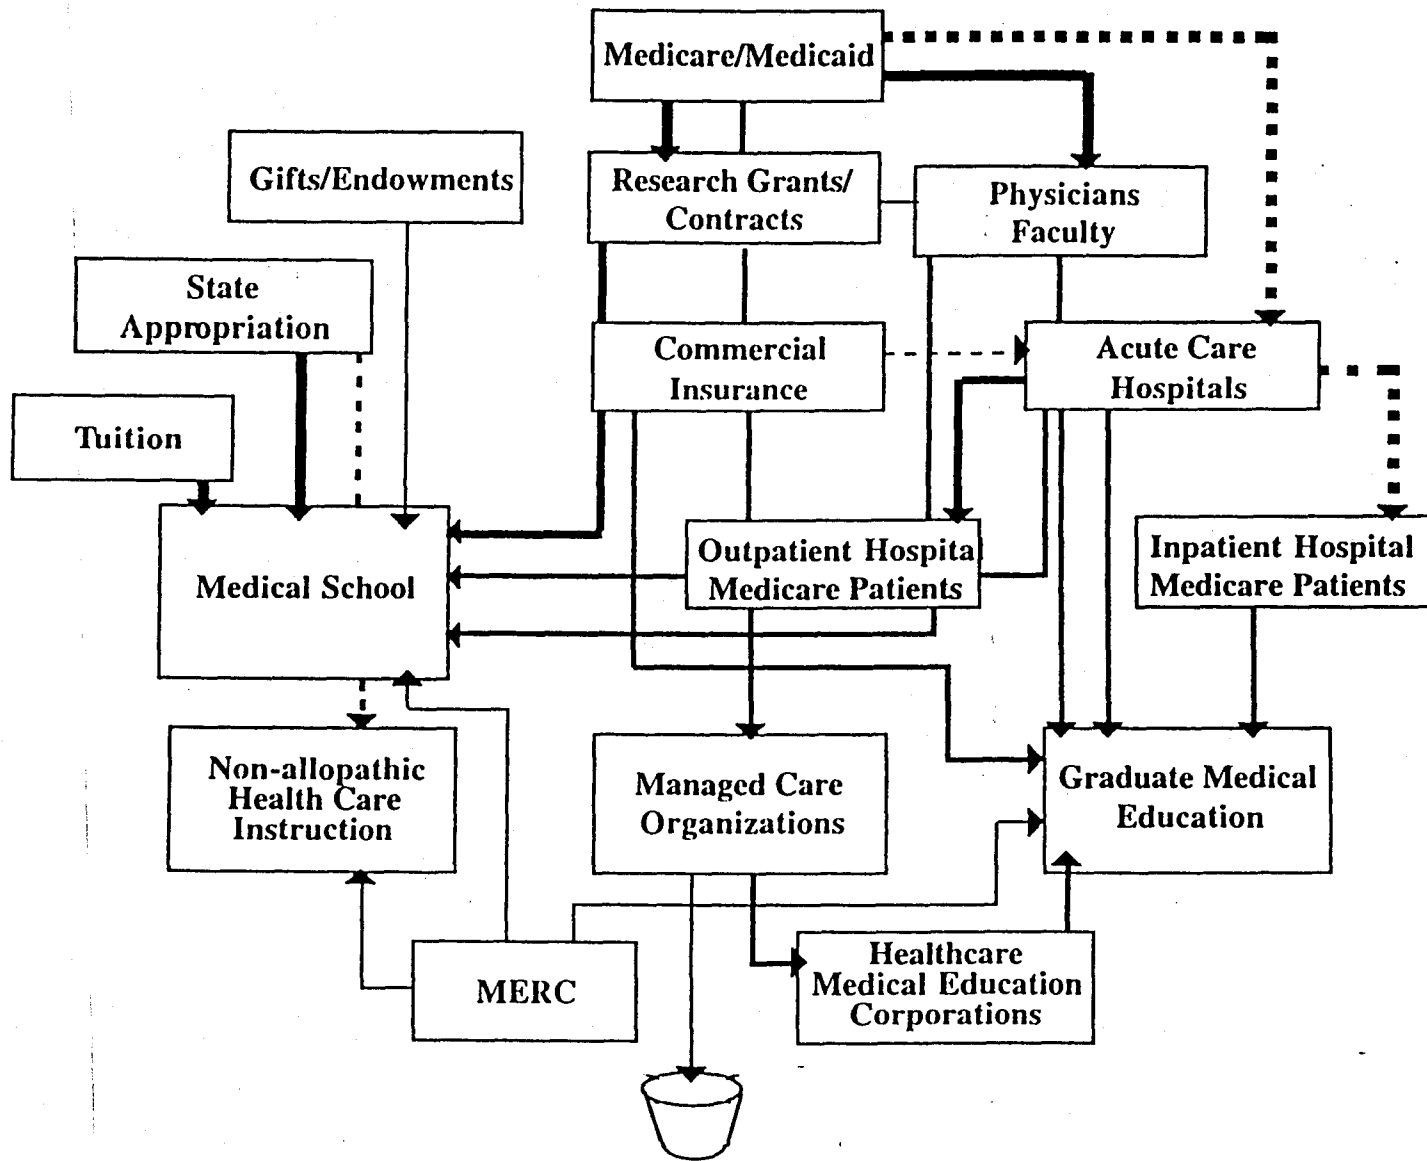 Medicare/Medicaid
Gifts/Endowments
Research Grants/
Contracts
Physicians
Faculty
State
Appropriation
Commercial
Insurance
Acute Care
Hospitals
Tuition
Medical School
Outpatient Hospita
Medicare Patients
Inpatient Hospital
Medicare Patients
Non-allopathic
Health Care
Instruction
Managed Care
Organizations
Graduate Medical
Education
MERC
Healthcare
Medical Education
Corporations